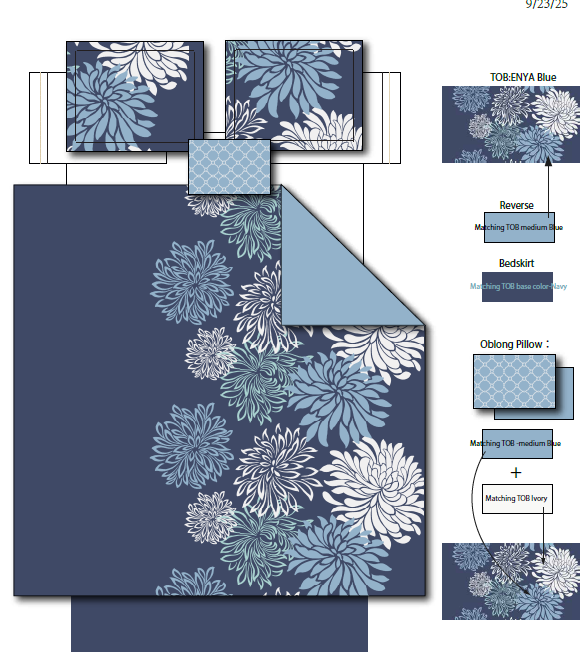 9/23/25
TOB:ENYA Blue
Reverse
Matching TOB medium Blue
Bedskirt
Matching TOB base color-Navy
Oblong Pillow：
Matching TOB -medium Blue
+
Matching TOB Ivory